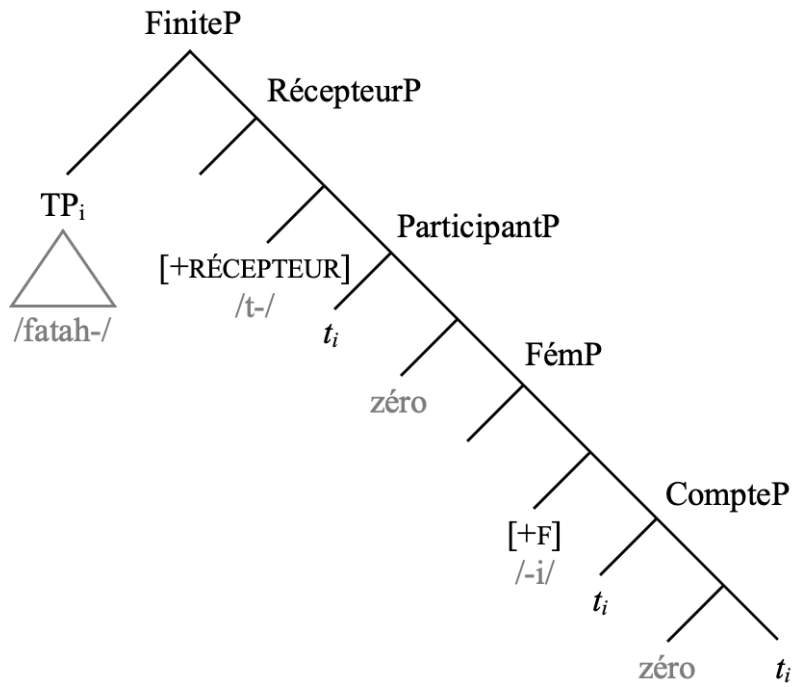 FiniteP
RécepteurP
TPi
ParticipantP
[+RÉCEPTEUR]
/t-/
/fatah-/
ti
FémP
zéro
CompteP
[+F]
/-i/
ti
zéro
ti